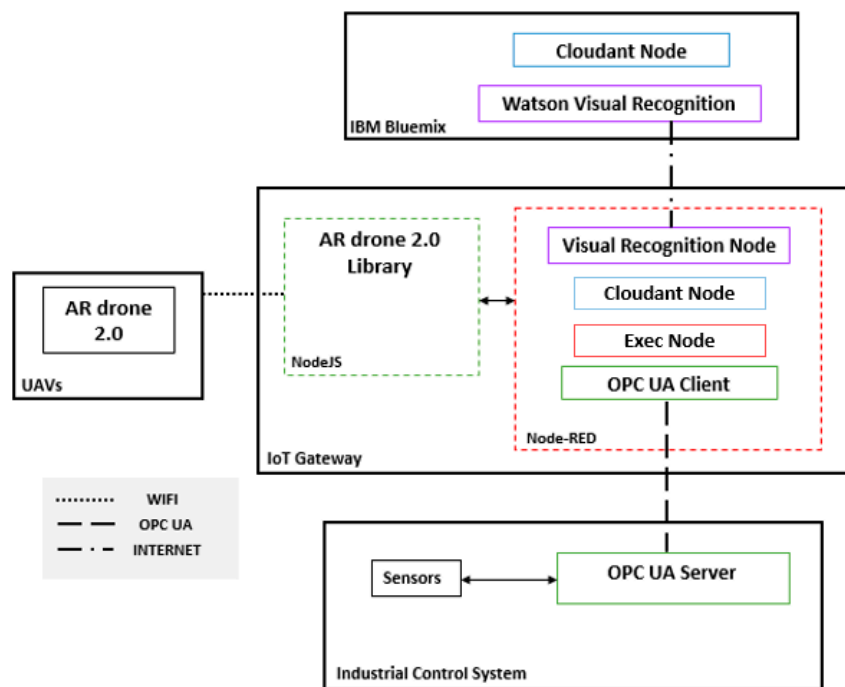 Cloudant Node
Watson Visual Recognition
IBM Bluemix
AR drone 2.0
Library
NodeJS
Visual Recognition Node
Cloudant Node
Exec Node
OPC UA Client
Node-RED
IoT Gateway
AR drone
2.0
UAVs
WIFI
OPC UA
INTERNET
Sensors
OPC UA Server
Industrial Control System